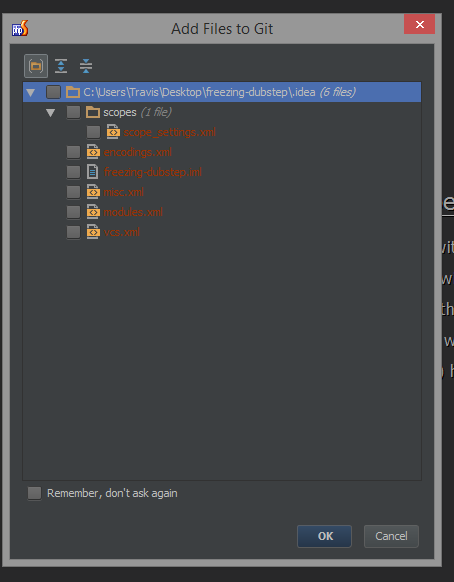 Add Files to Git
C:\Users\Travis\Desktop\freezing-dubstep\.idea (6 files)
scopes (1 file)
scope_settings.xml
encodings.xml
freezing-dubstep.iml
misc.xml
modules.xml
vcs.xml
Remember, don't ask again
OK
Cancel